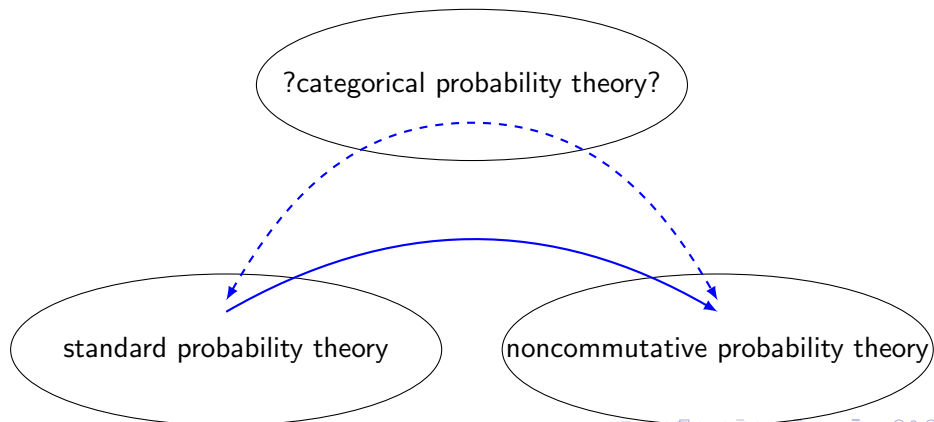 ?categorical probability theory?
standard probability theory
noncommutative probability theory